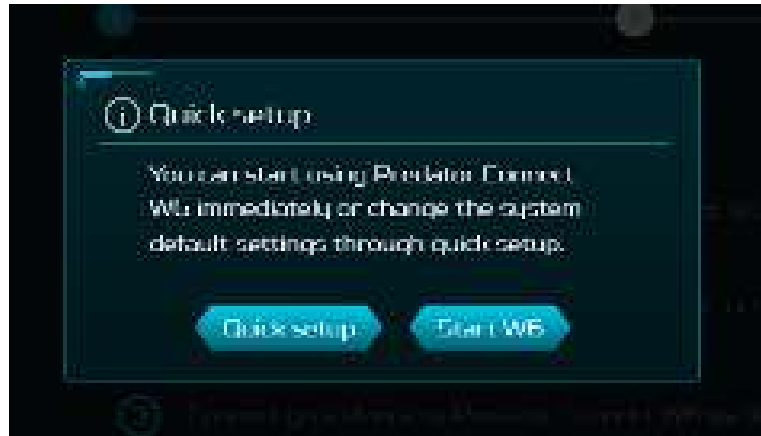 Quick setup
You can start using Predator Connect
W6 immediately or change the system
default settings through quick setup.
Quick setup
Start W6